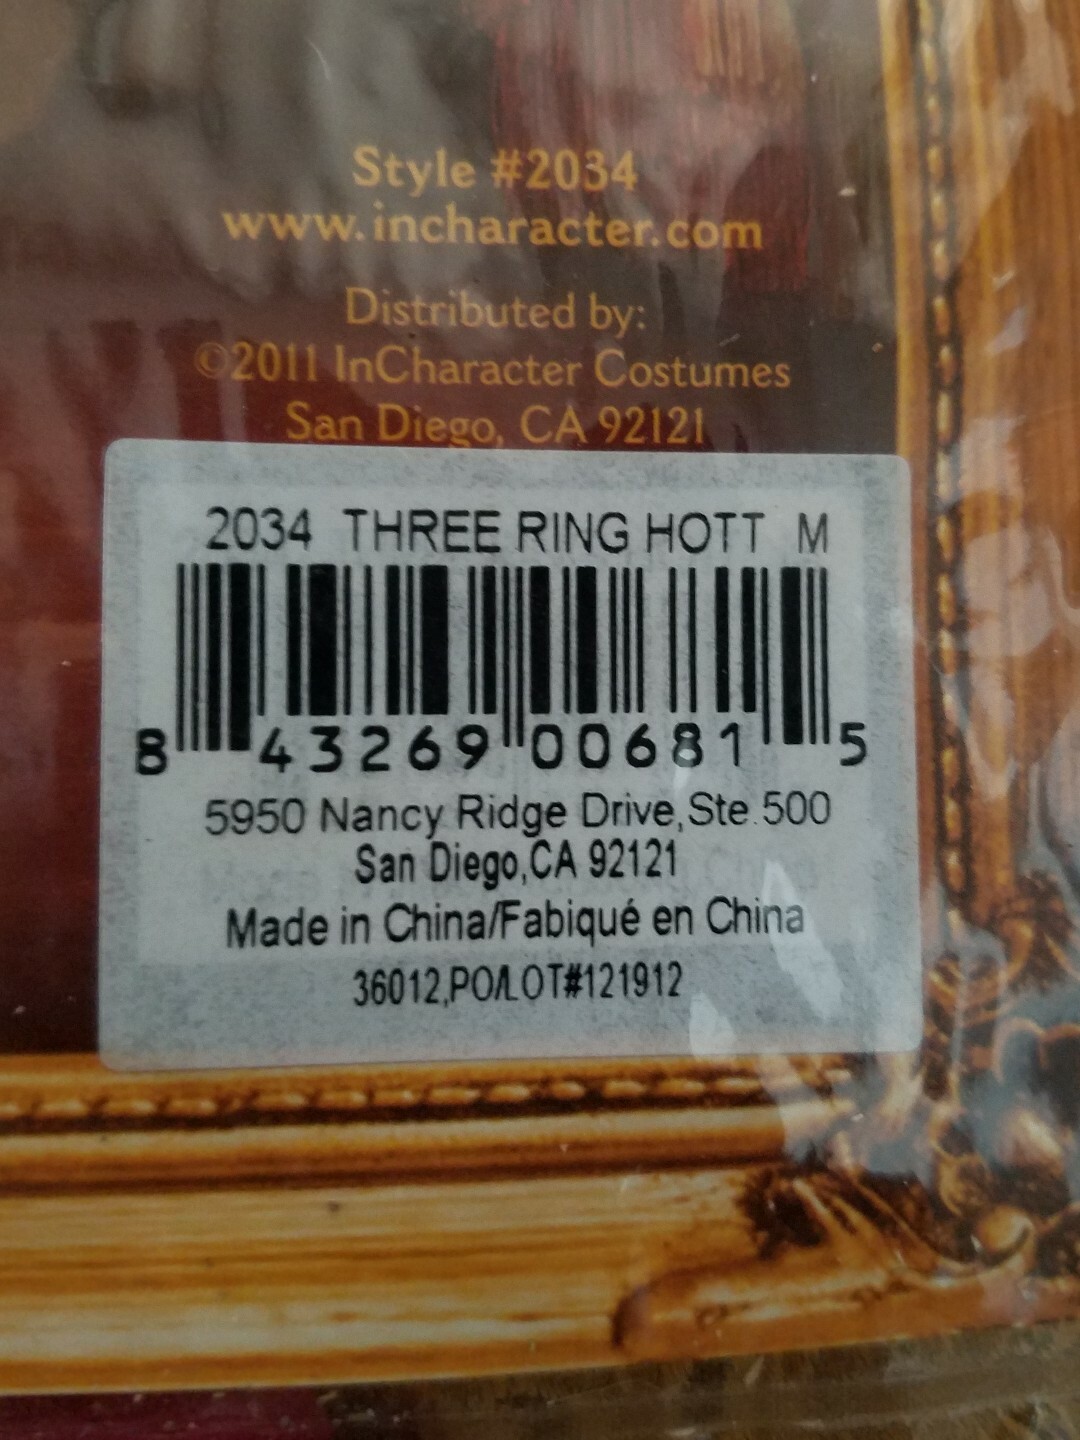 Style #2034
www.incharacter.com
Distributed by:
©2011 InCharacter Costumes
San Diego, CA 92121
2034 THREE RING HOTT M
8 43269 00681 5
5950 Nancy Ridge Drive,Ste.500
San Diego,CA 92121
Made in China/Fabiqué en China
36012,PO/LOT#121912